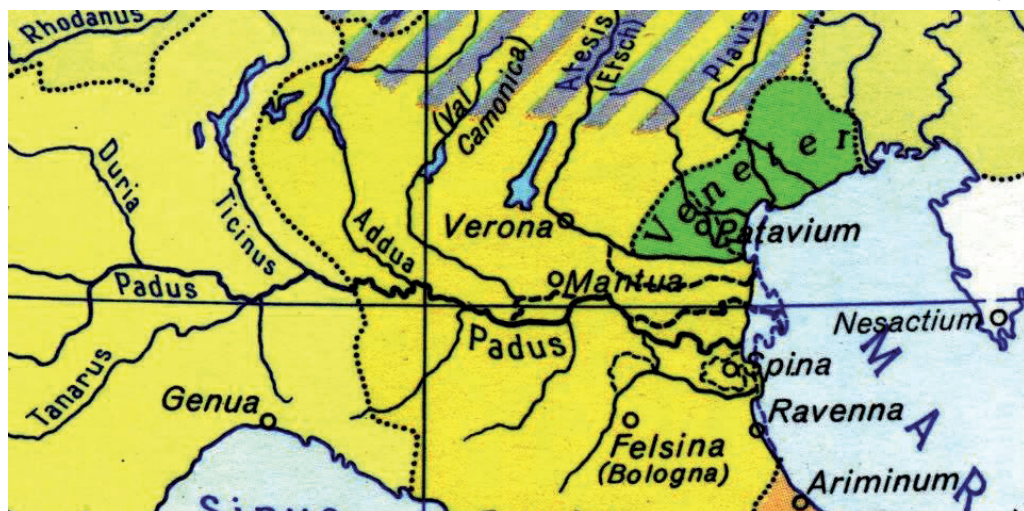 Rhodanus
(Val
Camonica)
Atesis
(Etsch)
Plavis
Duria
Ticinus
Addua
Veneter
Verona
Patavium
Padus
Mantua
Nesactium
Padus
Spina
Tanarus
Genua
Ravenna
Felsina
(Bologna)
Ariminum
MAR